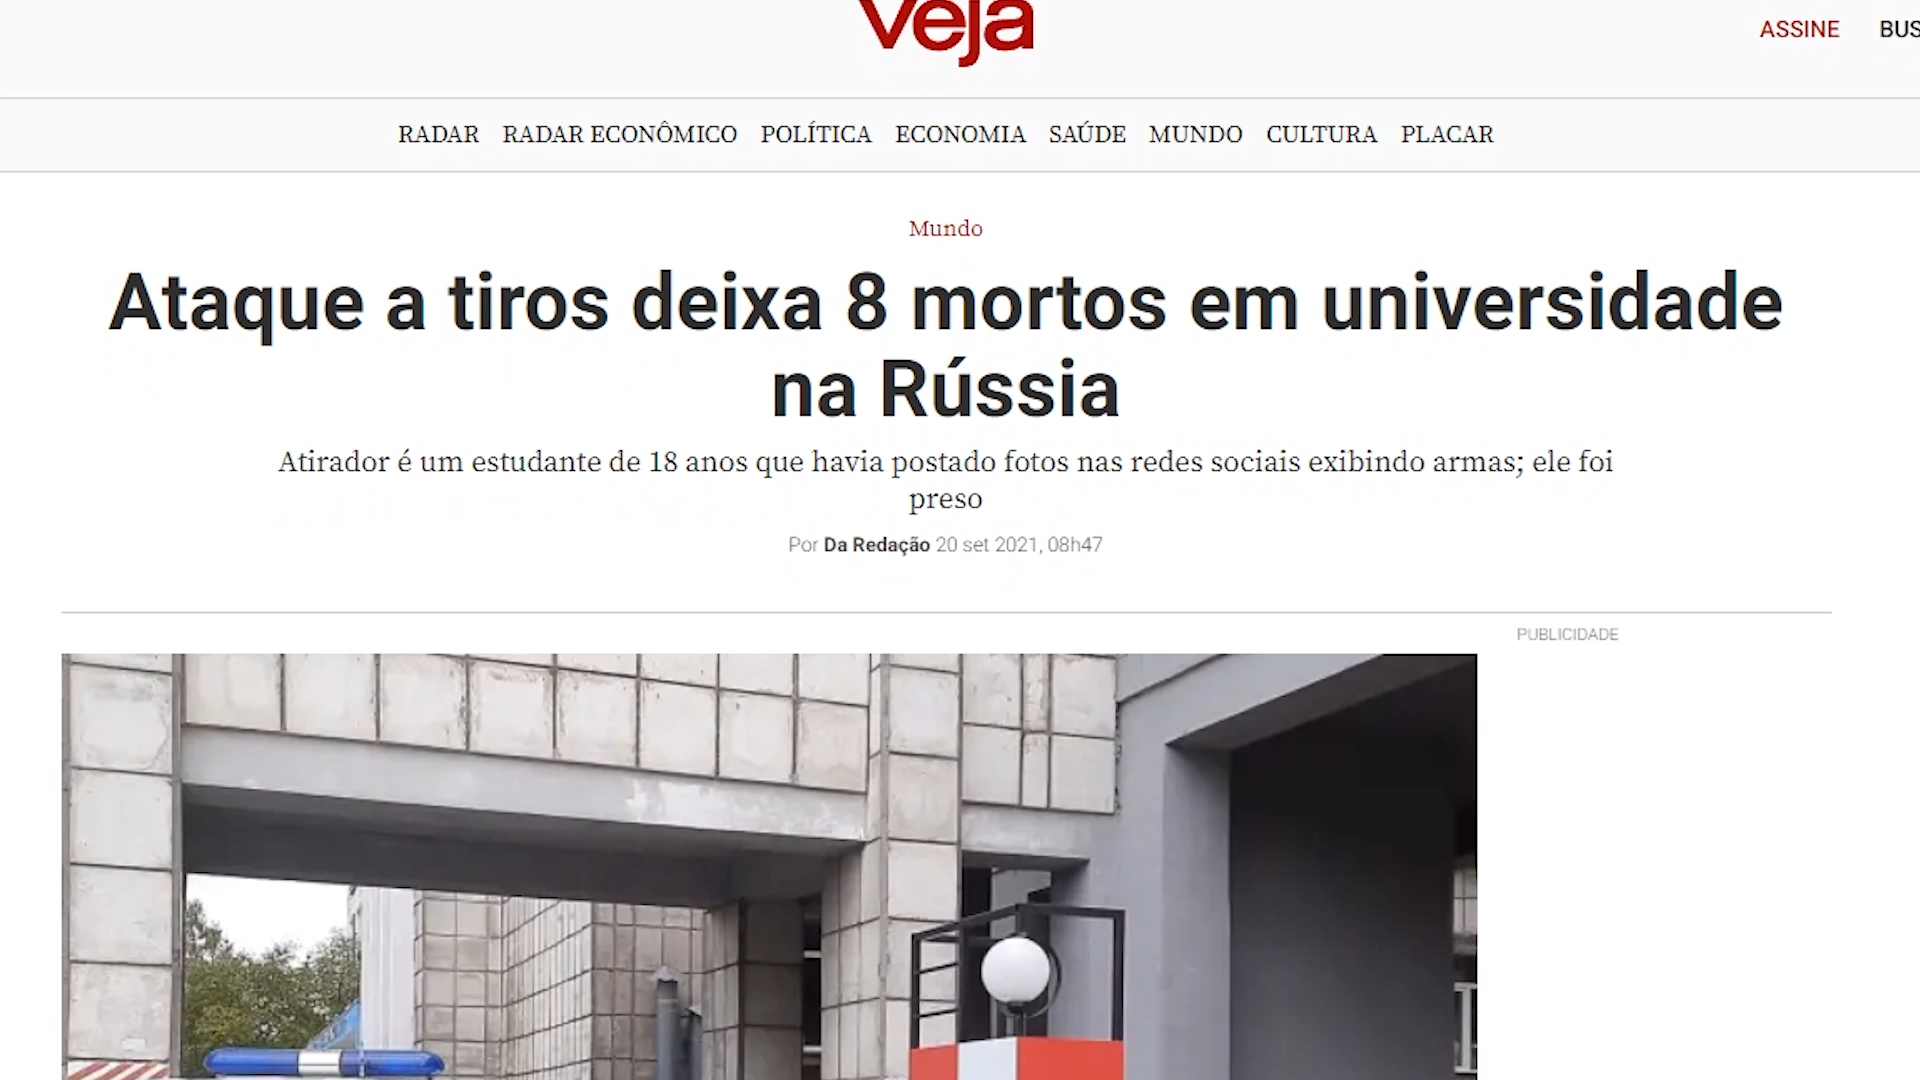 veja
ASSINE
BUS
RADAR RADAR ECONÔMICO POLÍTICA ECONOMIA SAÚDE MUNDO CULTURA PLACAR
Mundo
Ataque a tiros deixa 8 mortos em universidade
na Rússia
Atirador é um estudante de 18 anos que havia postado fotos nas redes sociais exibindo armas; ele foi
preso
Por Da Redação 20 set 2021, 08h47
PUBLICIDADE